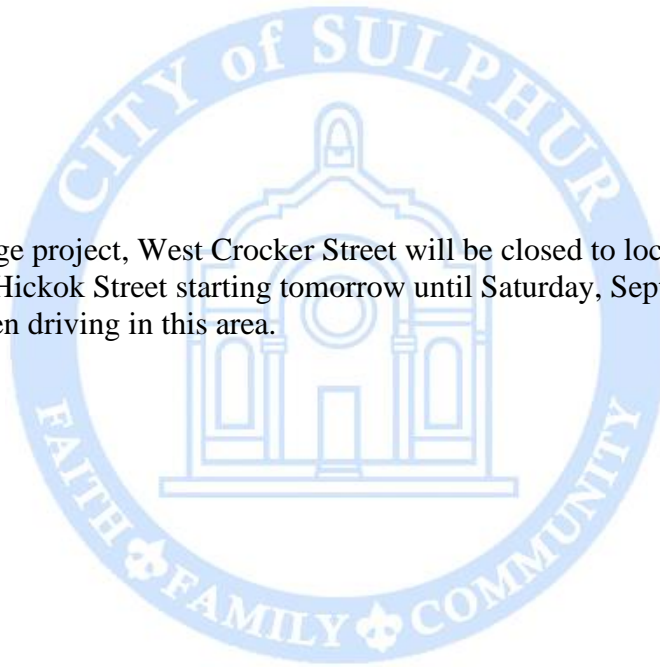 CITY of SULPHUR
ge project, West Crocker Street will be closed to loc
Hickok Street starting tomorrow until Saturday, Sep
en driving in this area.
FAITH FAMILY COMMUNITY